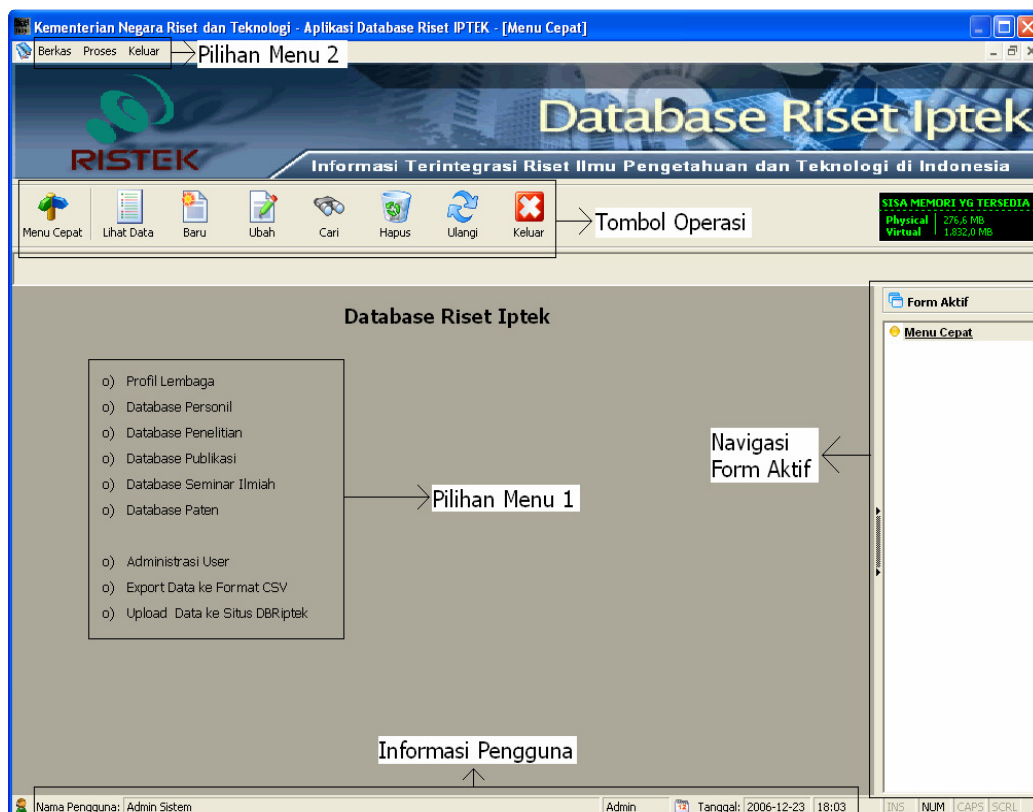 Kementerian Negara Riset dan Teknologi - Aplikasi Database Riset IPTEK - [Menu Cepat]
Berkas Proses Keluar
Pilihan Menu 2
Database Riset Iptek
RISTEK
Informasi Terintegrasi Riset Ilmu Pengetahuan dan Teknologi di Indonesia
Menu Cepat Lihat Data Baru Ubah Cari Hapus Ulangi Keluar
Tombol Operasi
SISA MEMORI YG TERSEDIA
Physical 276,6 MB
Virtual 1.832,0 MB
Form Aktif
Menu Cepat
Database Riset Iptek
o) Profil Lembaga
o) Database Personil
o) Database Penelitian
o) Database Publikasi
o) Database Seminar Ilmiah
o) Database Paten
o) Administrasi User
o) Export Data ke Format CSV
o) Upload Data ke Situs DBRiptek
Pilihan Menu 1
Navigasi
Form Aktif
Informasi Pengguna
Nama Pengguna: Admin Sistem Admin 12 Tanggal: 2006-12-23 18:03 INS NUM CAPS SCRL